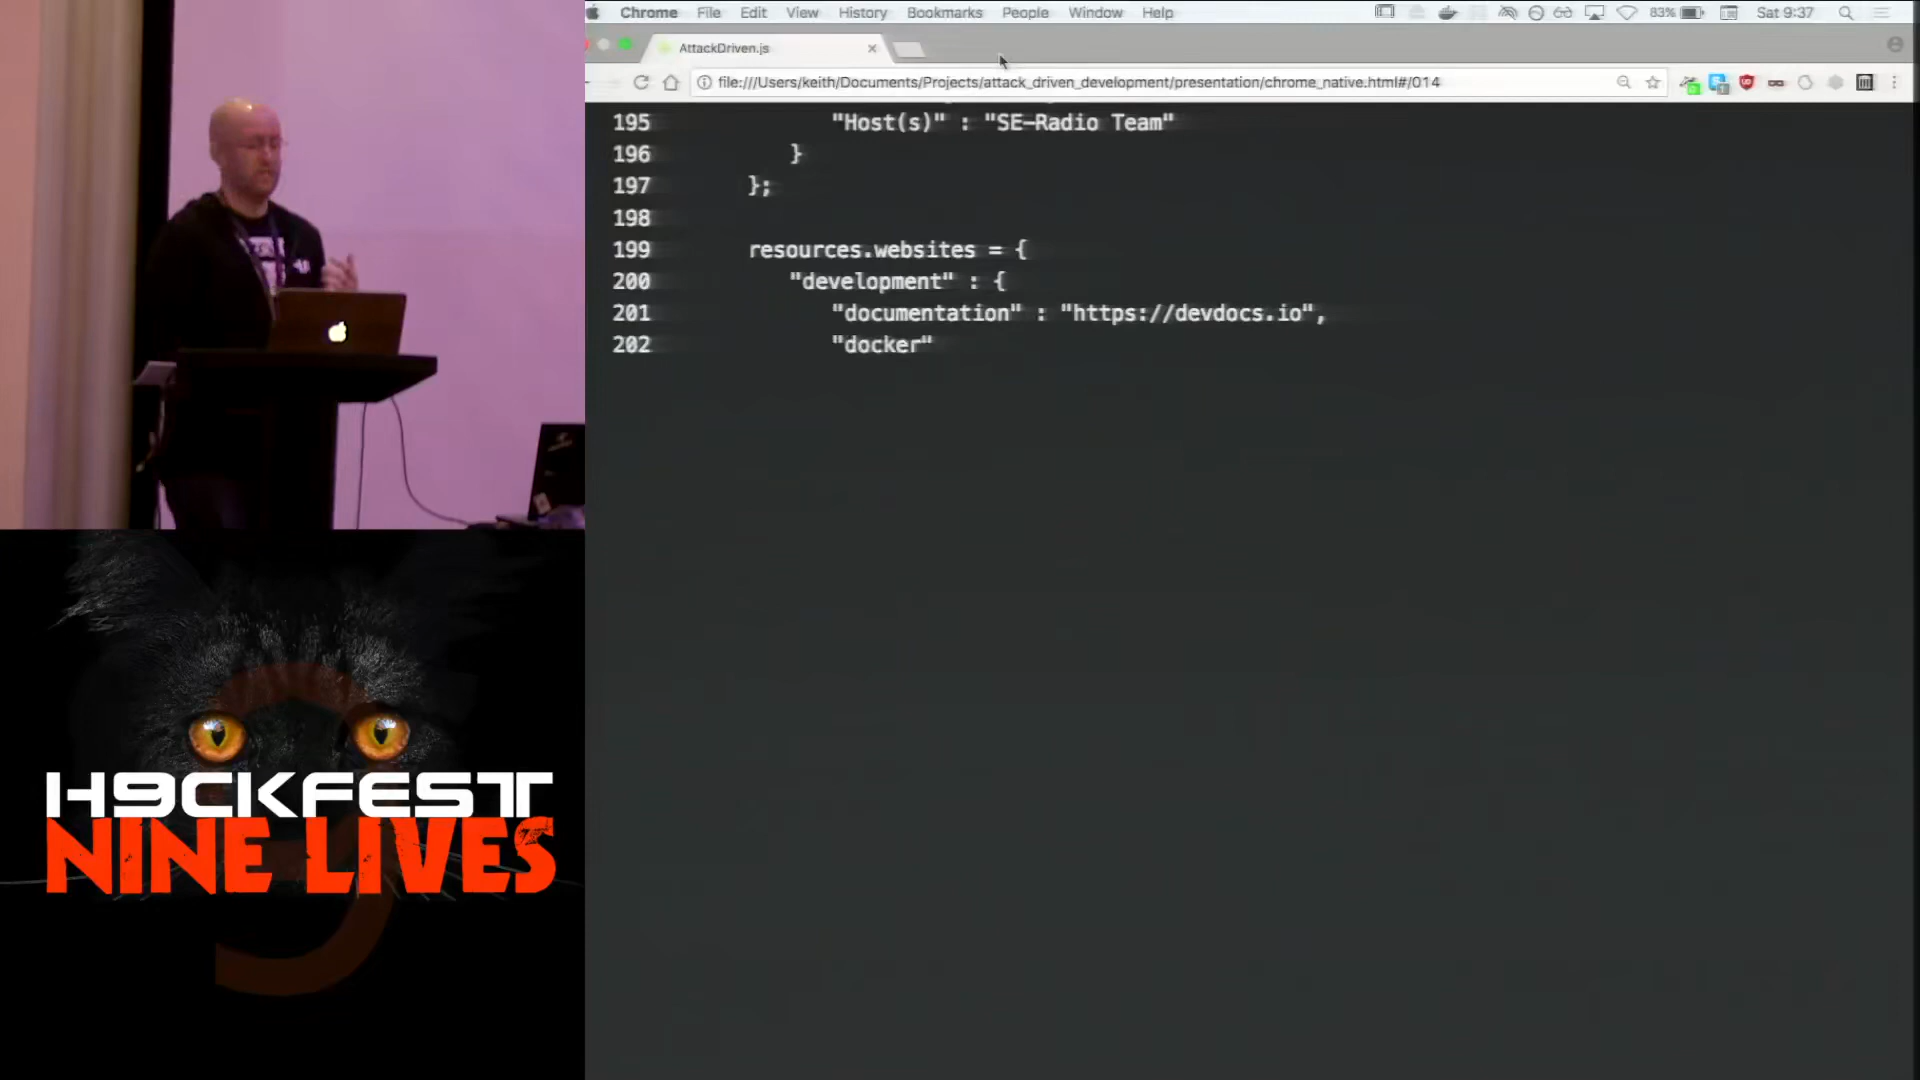 Chrome File Edit View History Bookmarks People Window Help 83% Sat 9:37
AttackDriven.js
file:///Users/keith/Documents/Projects/attack_driven_development/presentation/chrome_native.html#/014
195 "Host(s)" : "SE-Radio Team"
196 }
197 };
198
199 resources.websites = {
200 "development" : {
201 "documentation" : "https://devdocs.io",
202 "docker"
H9CKFEST
NINE LIVES